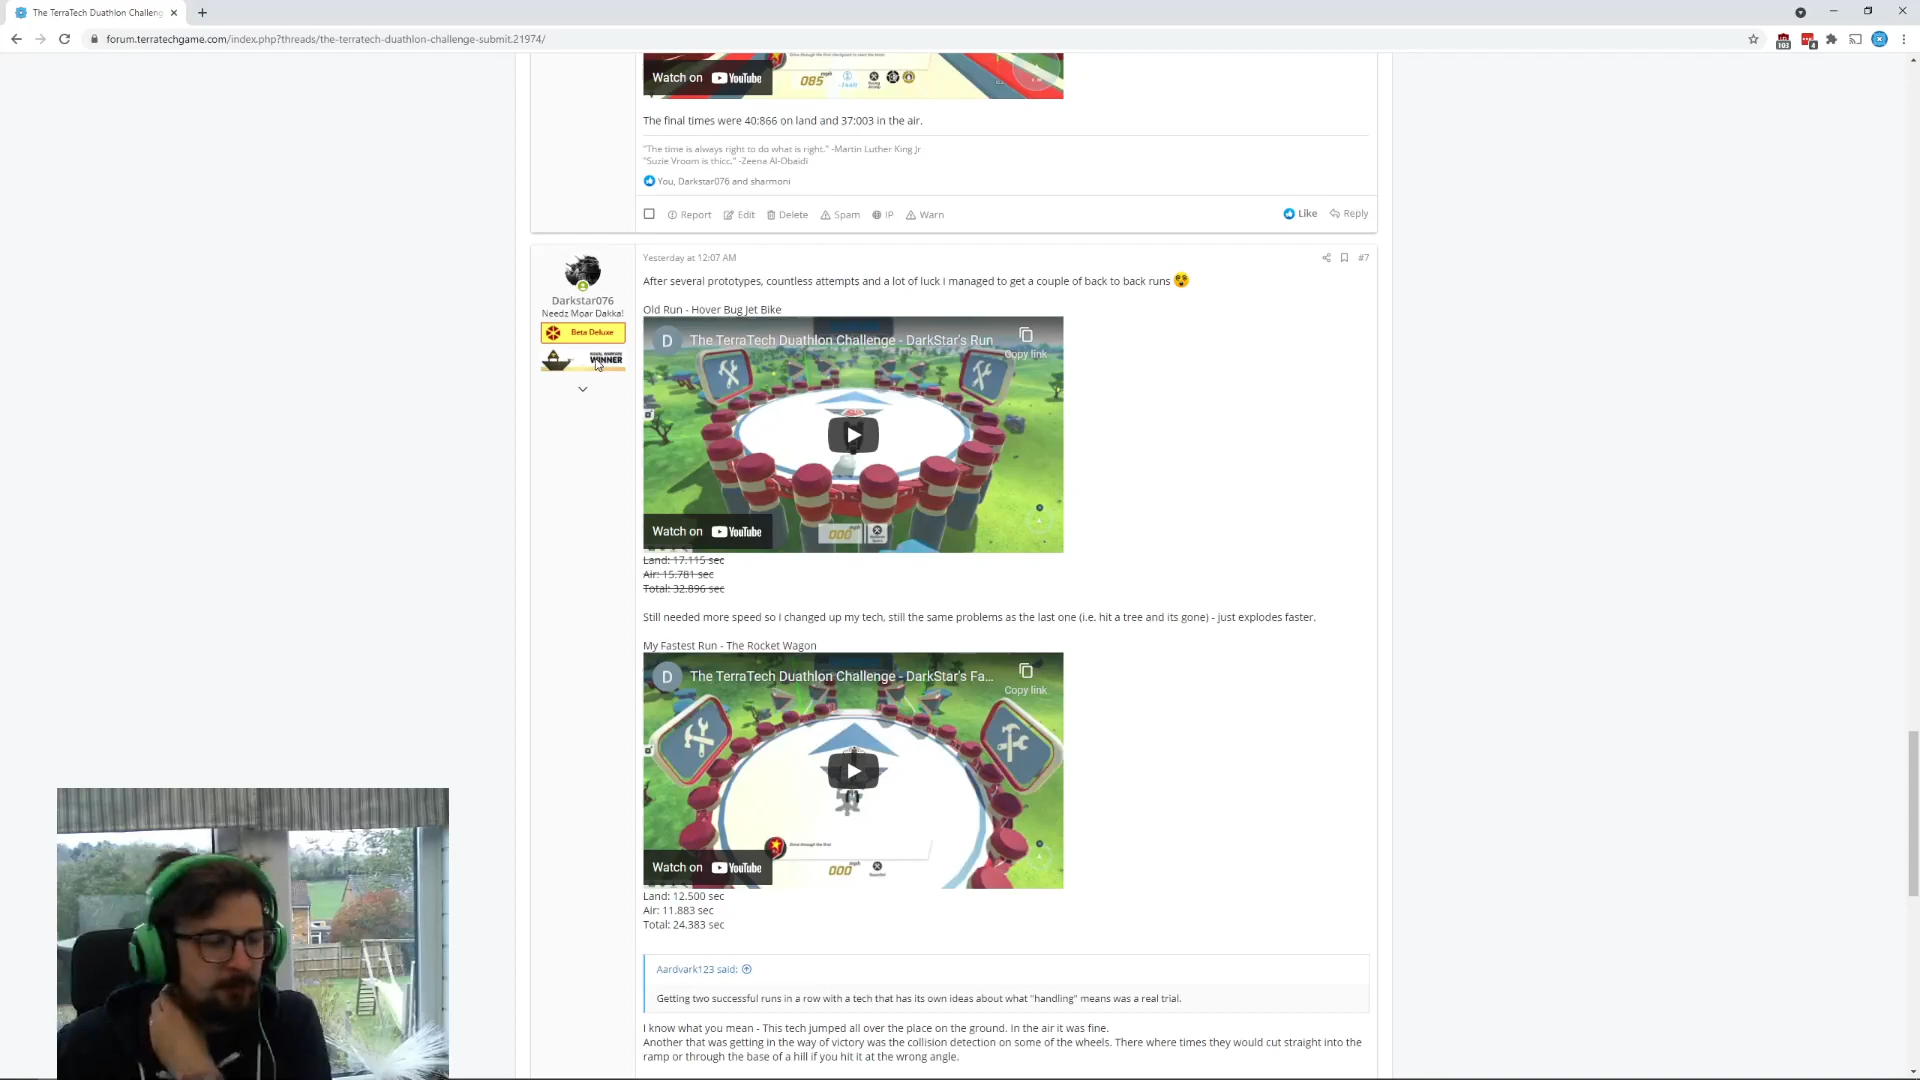 The TerraTech Duathlon Challeng
forum.terratechgame.com/index.php?threads/the-terratech-duathlon-challenge-submit.21974/
103
4
Watch on YouTube
085 mph
The final times were 40:866 on land and 37:003 in the air.
"The time is always right to do what is right." -Martin Luther King Jr
"Suzie Vroom is thicc." -Zeena Al-Obaidi
You, Darkstar076 and sharmoni
Report Edit Delete Spam IP Warn
Like Reply
Yesterday at 12:07 AM
#7
Darkstar076
Needz Moar Dakka!
Beta Deluxe
WINNER
After several prototypes, countless attempts and a lot of luck I managed to get a couple of back to back runs
Old Run - Hover Bug Jet Bike
D The TerraTech Duathlon Challenge - DarkStar's Run
Copy link
000 mph
Watch on YouTube
Land: 17.115 sec
Air: 15.781 sec
Total: 32.896 sec
Still needed more speed so I changed up my tech, still the same problems as the last one (i.e. hit a tree and its gone) - just explodes faster.
My Fastest Run - The Rocket Wagon
D The TerraTech Duathlon Challenge - DarkStar's Fa...
Copy link
Drive through the first
000 mph
Watch on YouTube
Land: 12.500 sec
Air: 11.883 sec
Total: 24.383 sec
Aardvark123 said:
Getting two successful runs in a row with a tech that has its own ideas about what "handling" means was a real trial.
I know what you mean - This tech jumped all over the place on the ground. In the air it was fine.
Another that was getting in the way of victory was the collision detection on some of the wheels. There where times they would cut straight into the
ramp or through the base of a hill if you hit it at the wrong angle.